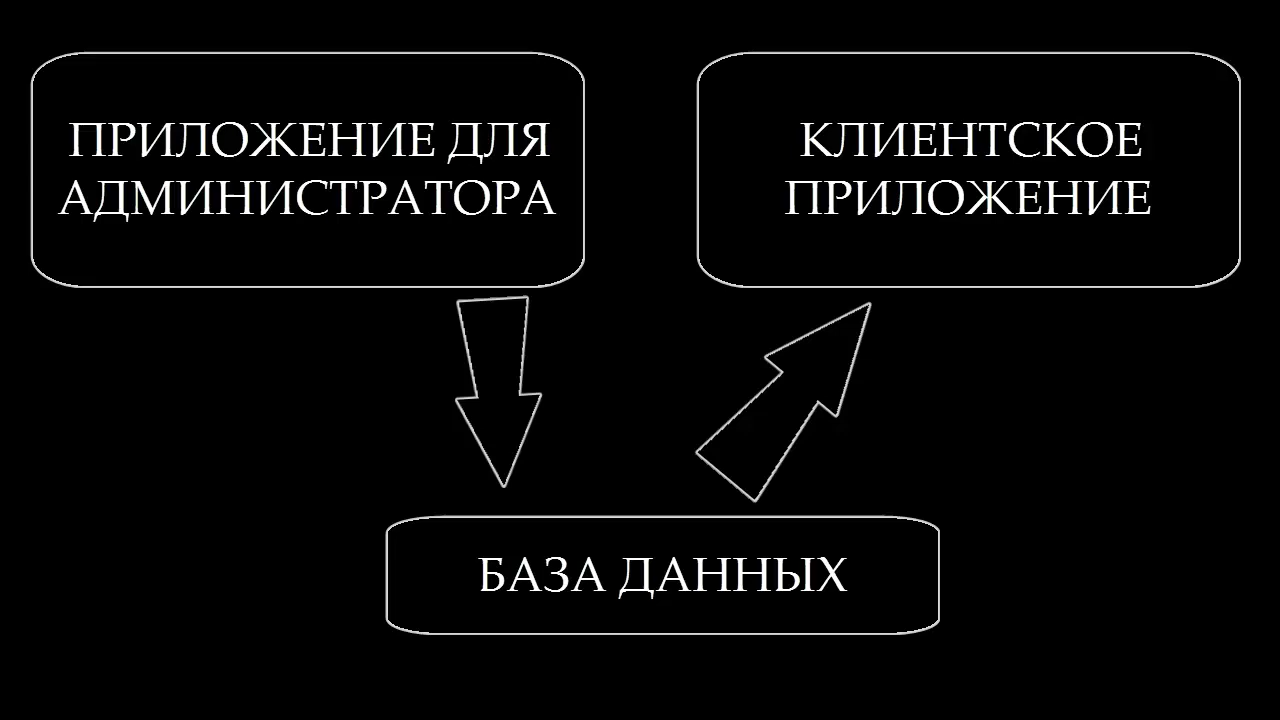 ПРИЛОЖЕНИЕ ДЛЯ
АДМИНИСТРАТОРА
КЛИЕНТСКОЕ
ПРИЛОЖЕНИЕ
БАЗА ДАННЫХ